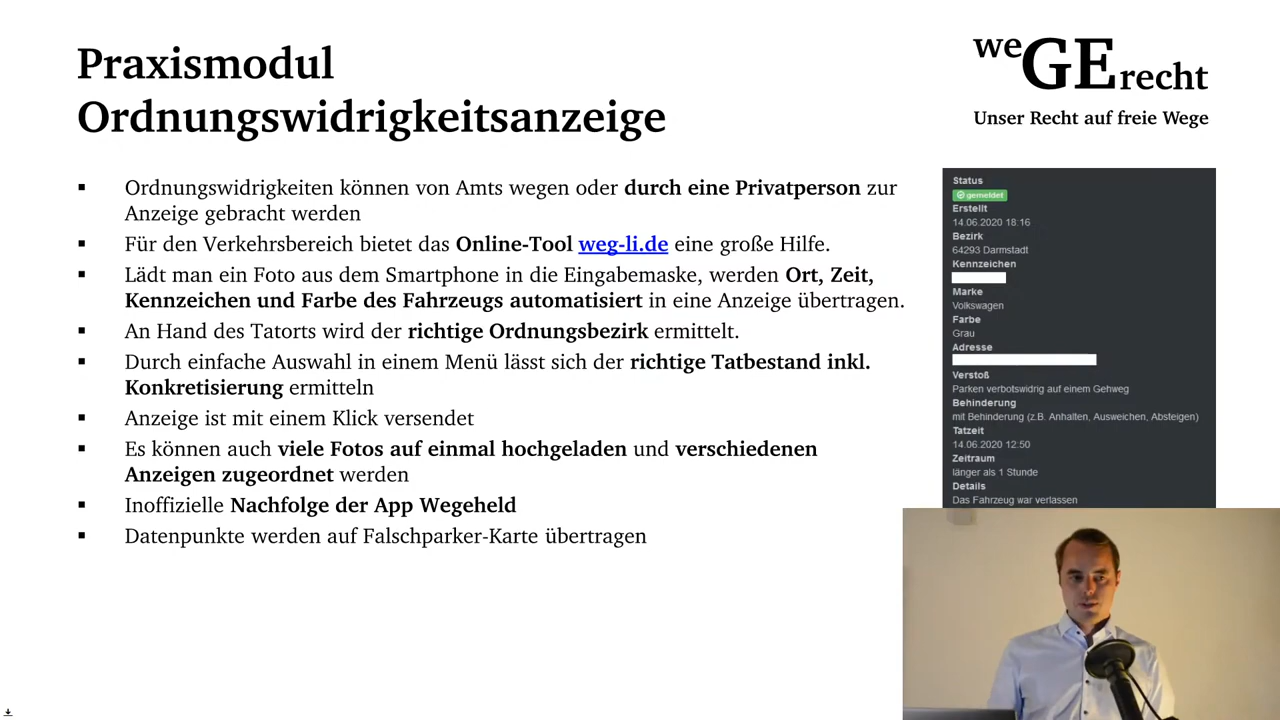 Praxismodul
Ordnungswidrigkeitsanzeige
weGErecht
Unser Recht auf freie Wege
▪ Ordnungswidrigkeiten können von Amts wegen oder durch eine Privatperson zur
Anzeige gebracht werden
▪ Für den Verkehrsbereich bietet das Online-Tool weg-li.de eine große Hilfe.
▪ Lädt man ein Foto aus dem Smartphone in die Eingabemaske, werden Ort, Zeit,
Kennzeichen und Farbe des Fahrzeugs automatisiert in eine Anzeige übertragen.
▪ An Hand des Tatorts wird der richtige Ordnungsbezirk ermittelt.
▪ Durch einfache Auswahl in einem Menü lässt sich der richtige Tatbestand inkl.
Konkretisierung ermitteln
▪ Anzeige ist mit einem Klick versendet
▪ Es können auch viele Fotos auf einmal hochgeladen und verschiedenen
Anzeigen zugeordnet werden
▪ Inoffizielle Nachfolge der App Wegeheld
▪ Datenpunkte werden auf Falschparker-Karte übertragen
Status
gemeldet
Erstellt
14.06.2020 18:16
Bezirk
64293 Darmstadt
Kennzeichen
Marke
Volkswagen
Farbe
Grau
Adresse
Verstoß
Parken verbotswidrig auf einem Gehweg
Behinderung
mit Behinderung (z.B. Anhalten, Ausweichen, Absteigen)
Tatzeit
14.06.2020 12:50
Zeitraum
länger als 1 Stunde
Details
Das Fahrzeug war verlassen